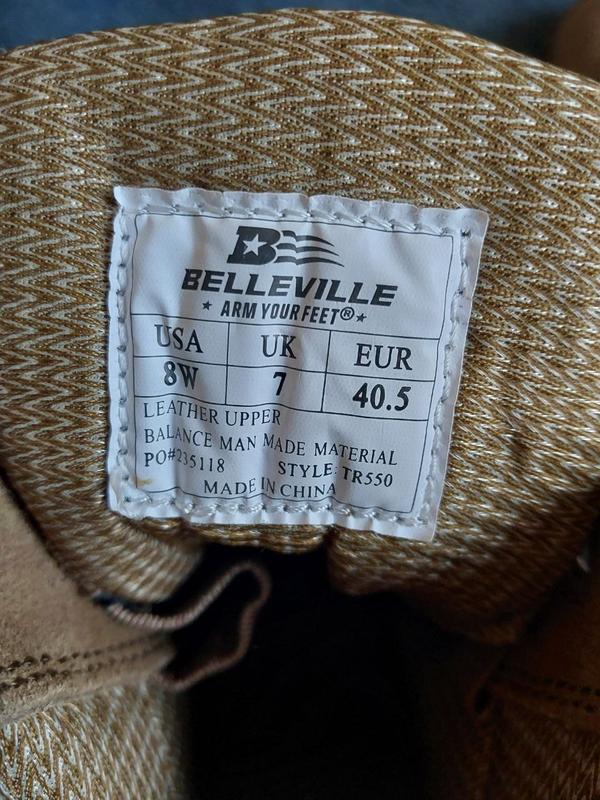 B
BELLEVILLE
★ ARM YOUR FEET® ★
USA UK EUR
8W 7 40.5
LEATHER UPPER
BALANCE MAN MADE MATERIAL
PO#235118 STYLE: TR550
MADE IN CHINA